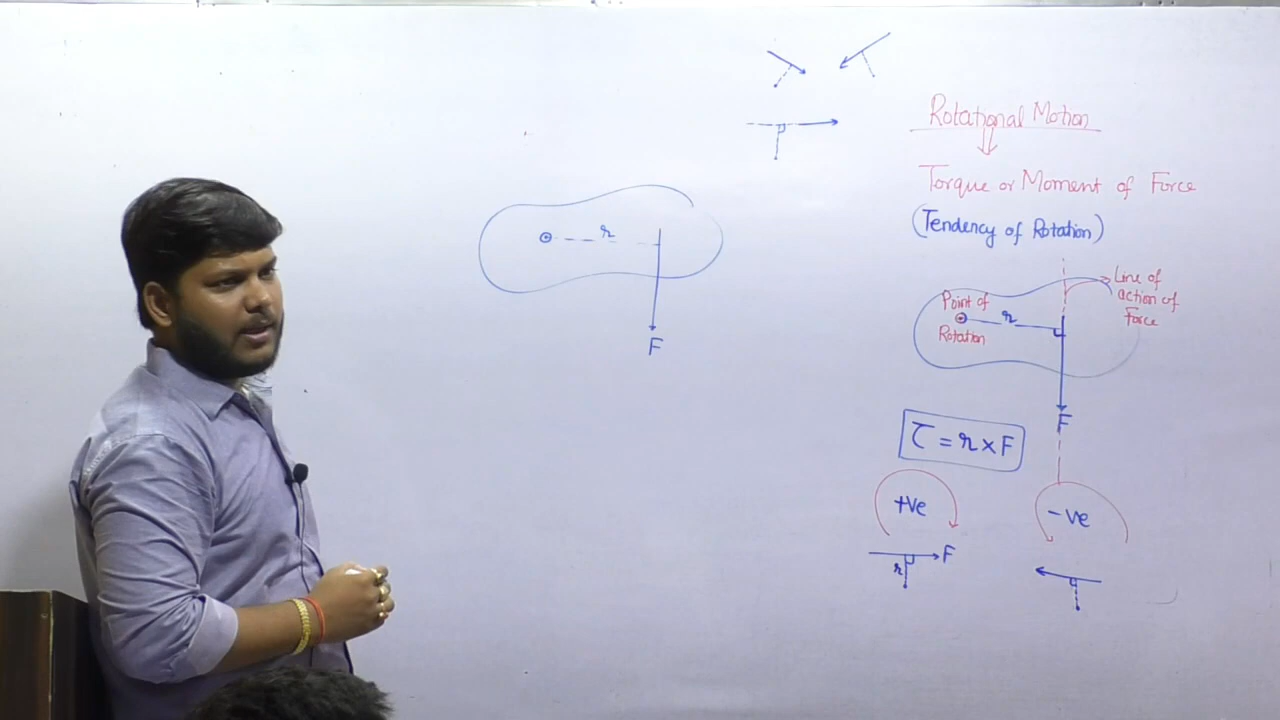 r
F
Rotational Motion
Torque or Moment of Force
(Tendency of Rotation)
Line of
action of
Force
Point of
Rotation
r
F
τ = r × F
+ve
-ve
F
r